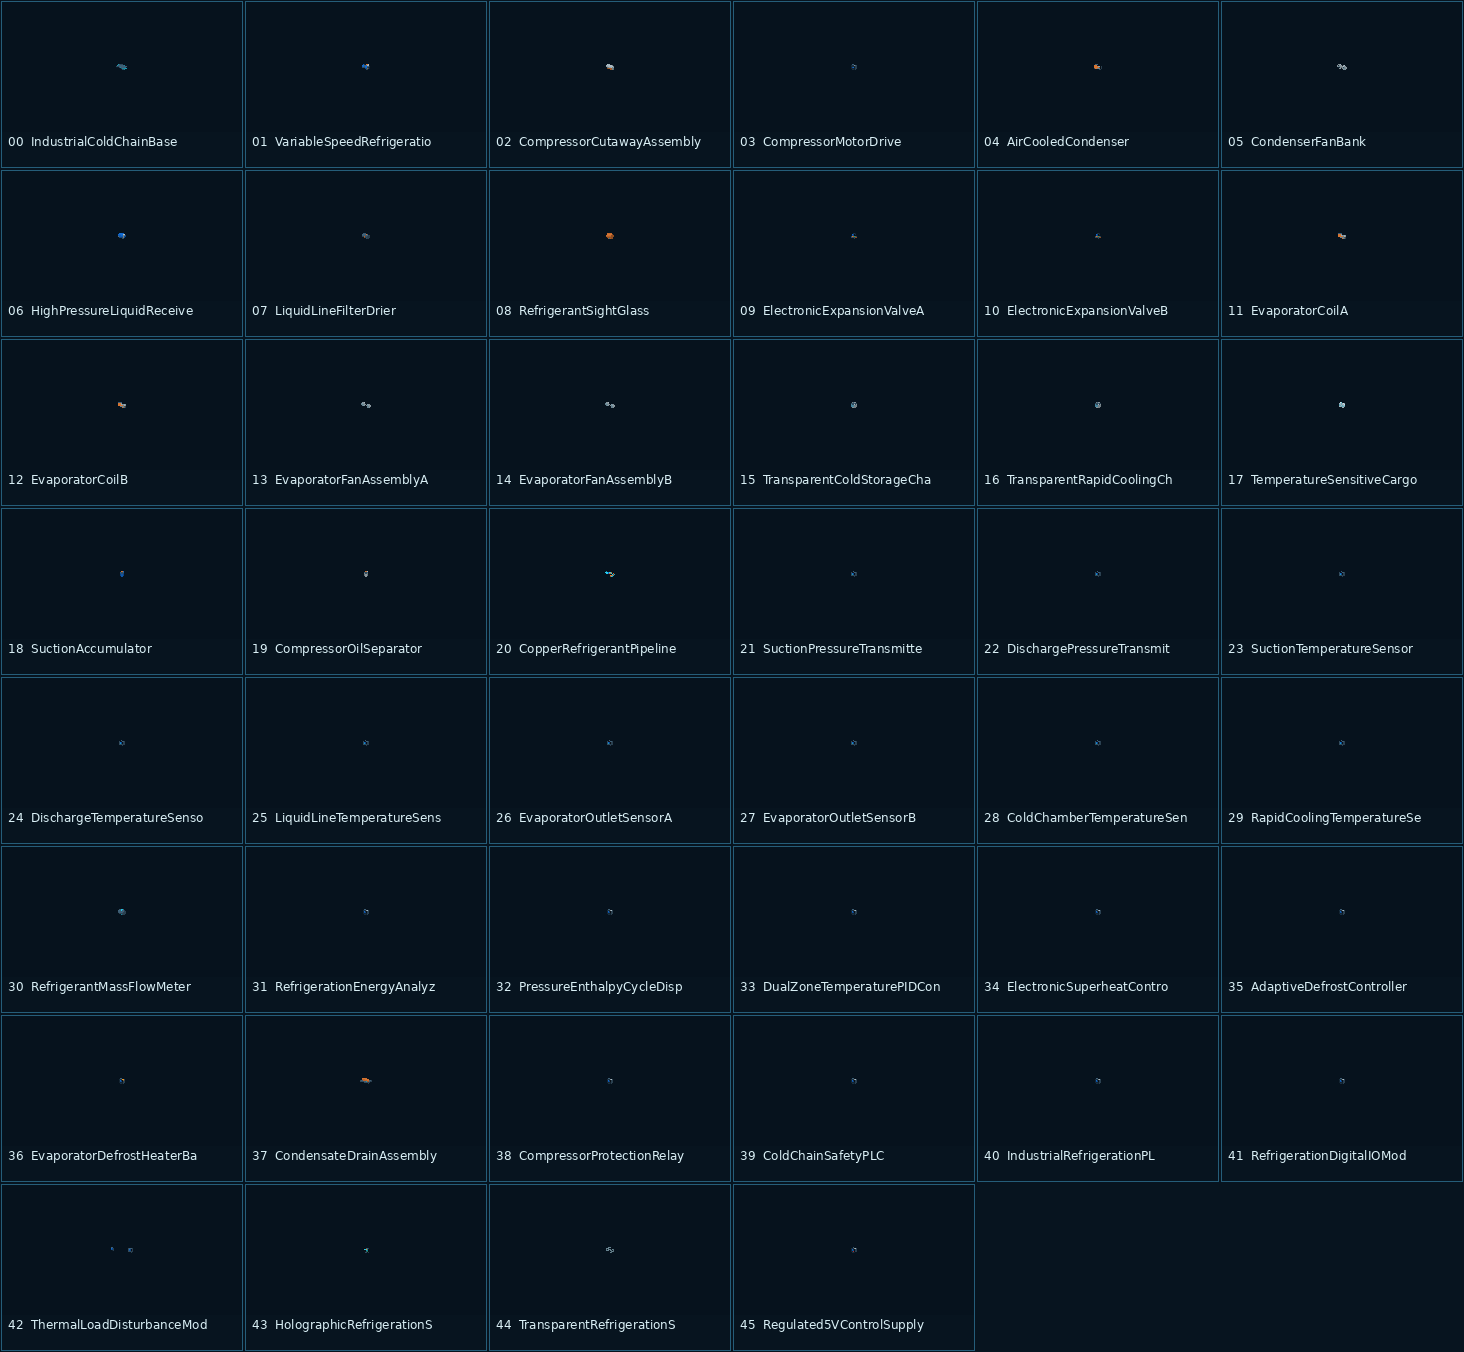 00 IndustrialColdChainBase
01 VariableSpeedRefrigeratio
02 CompressorCutawayAssembly
03 CompressorMotorDrive
04 AirCooledCondenser
05 CondenserFanBank
06 HighPressureLiquidReceive
07 LiquidLineFilterDrier
08 RefrigerantSightGlass
09 ElectronicExpansionValveA
10 ElectronicExpansionValveB
11 EvaporatorCoilA
12 EvaporatorCoilB
13 EvaporatorFanAssemblyA
14 EvaporatorFanAssemblyB
15 TransparentColdStorageCha
16 TransparentRapidCoolingCh
17 TemperatureSensitiveCargo
18 SuctionAccumulator
19 CompressorOilSeparator
20 CopperRefrigerantPipeline
21 SuctionPressureTransmitte
22 DischargePressureTransmit
23 SuctionTemperatureSensor
24 DischargeTemperatureSenso
25 LiquidLineTemperatureSens
26 EvaporatorOutletSensorA
27 EvaporatorOutletSensorB
28 ColdChamberTemperatureSen
29 RapidCoolingTemperatureSe
30 RefrigerantMassFlowMeter
31 RefrigerationEnergyAnalyz
32 PressureEnthalpyCycleDisp
33 DualZoneTemperaturePIDCon
34 ElectronicSuperheatContro
35 AdaptiveDefrostController
36 EvaporatorDefrostHeaterBa
37 CondensateDrainAssembly
38 CompressorProtectionRelay
39 ColdChainSafetyPLC
40 IndustrialRefrigerationPL
41 RefrigerationDigitalIOMod
42 ThermalLoadDisturbanceMod
43 HolographicRefrigerationS
44 TransparentRefrigerationS
45 Regulated5VControlSupply